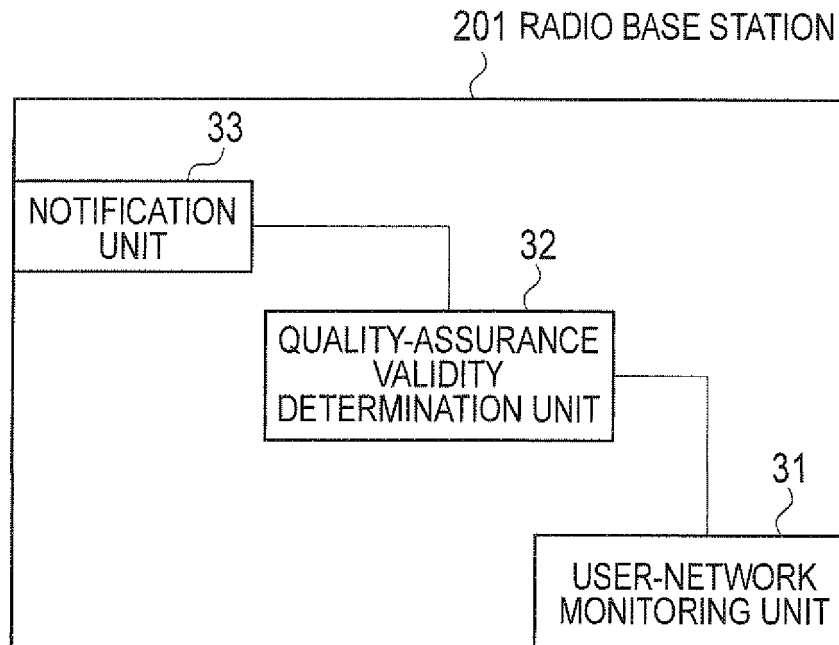 201 RADIO BASE STATION
33
NOTIFICATION
UNIT
32
QUALITY-ASSURANCE
VALIDITY
DETERMINATION UNIT
31
USER-NETWORK
MONITORING UNIT